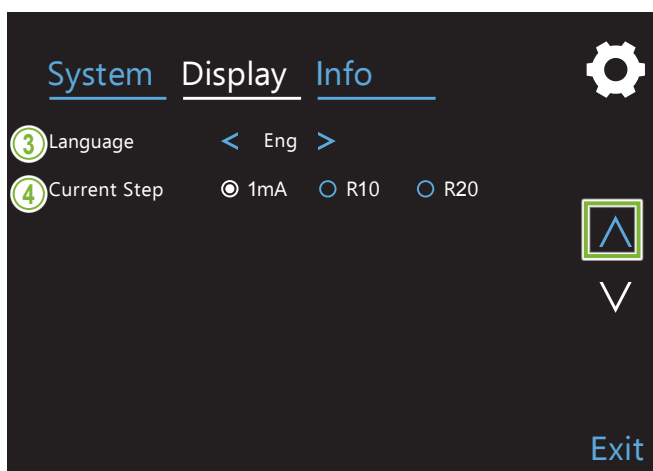 System Display Info
3 Language < Eng >
4 Current Step 1mA R10 R20
Exit